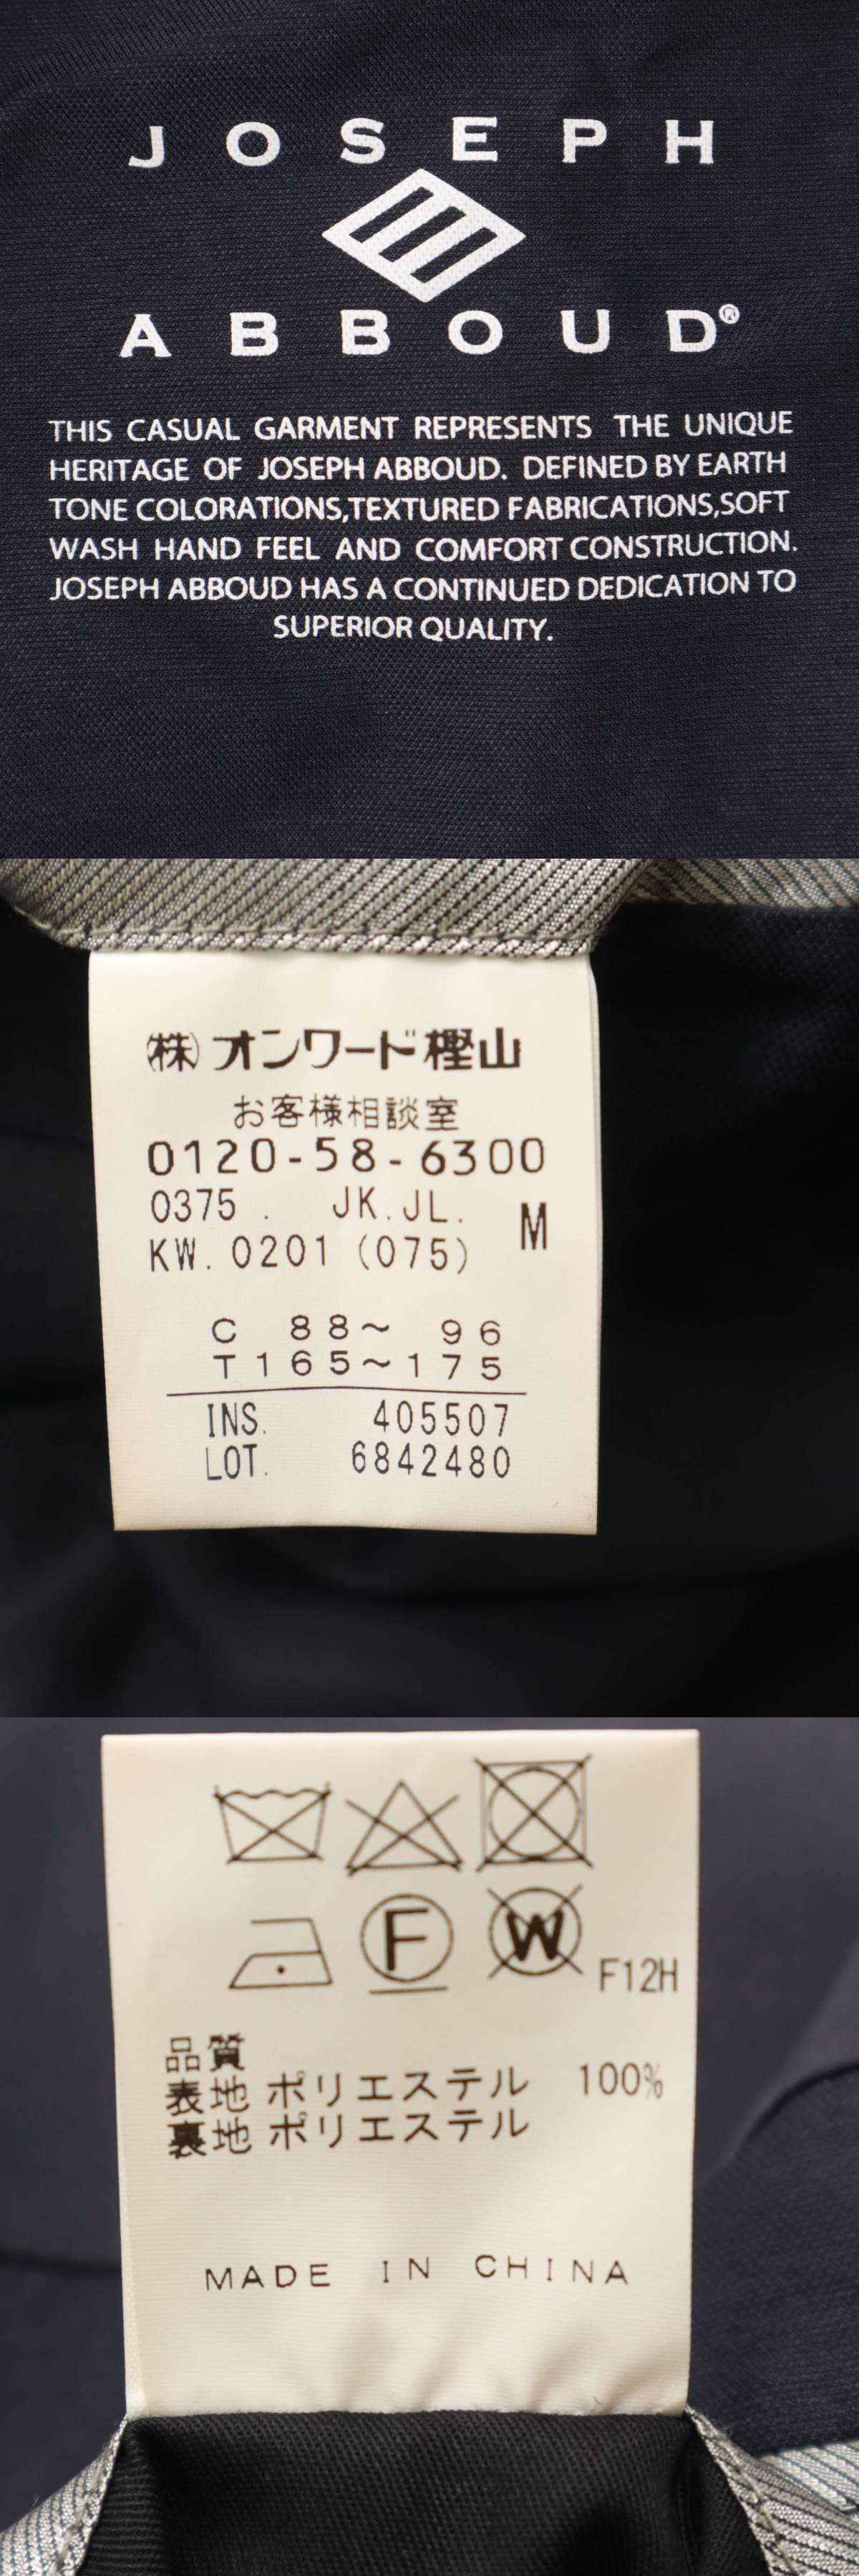 JOSEPH
ABBOUD®
THIS CASUAL GARMENT REPRESENTS THE UNIQUE
HERITAGE OF JOSEPH ABBOUD. DEFINED BY EARTH
TONE COLORATIONS,TEXTURED FABRICATIONS,SOFT
WASH HAND FEEL AND COMFORT CONSTRUCTION.
JOSEPH ABBOUD HAS A CONTINUED DEDICATION TO
SUPERIOR QUALITY.
㈱オンワード樫山
お客様相談室
0120-58-6300
0375 . JK.JL. M
KW. 0201 (075)
C 88～ 96
T165～175
INS. 405507
LOT. 6842480
F W F12H
品質
表地 ポリエステル 100%
裏地 ポリエステル
MADE IN CHINA